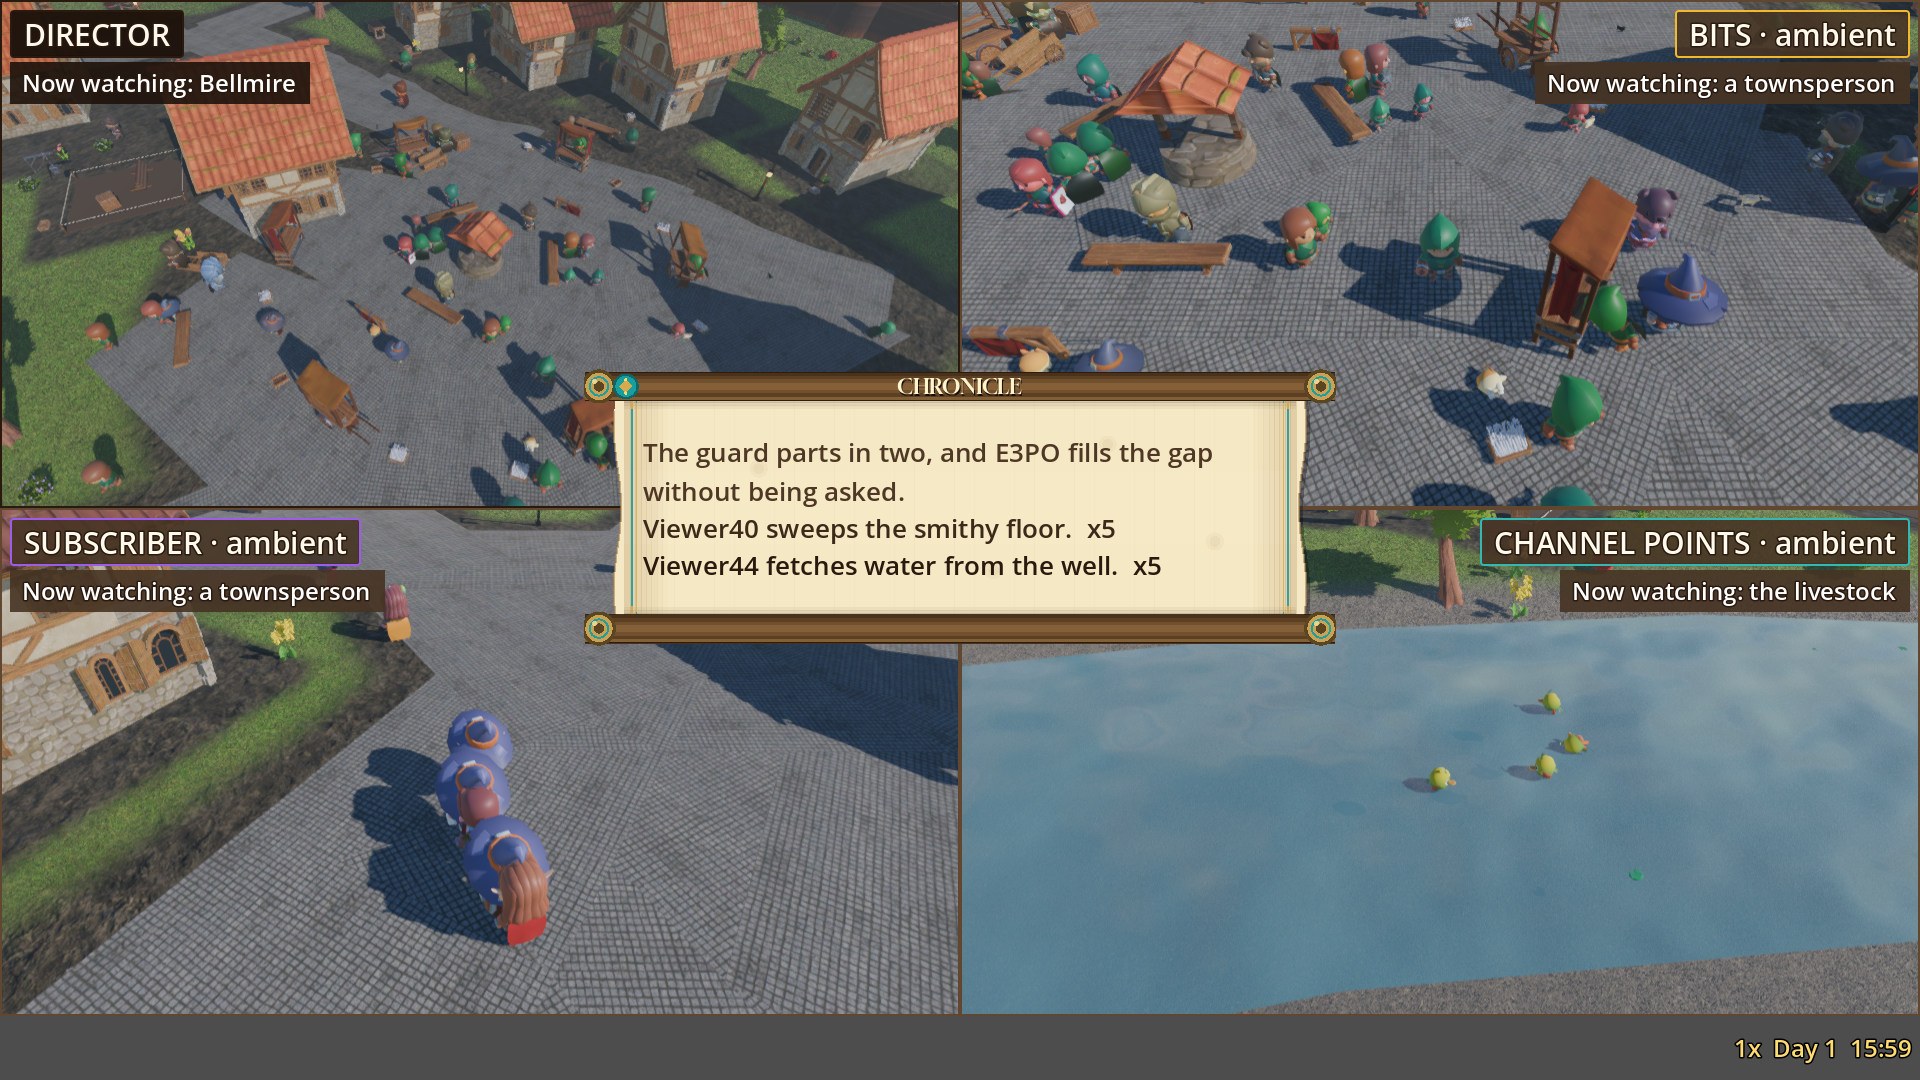 DIRECTOR
Now watching: Bellmire
BITS · ambient
Now watching: a townsperson
CHRONICLE
The guard parts in two, and E3PO fills the gap
without being asked.
Viewer40 sweeps the smithy floor. x5
Viewer44 fetches water from the well. x5
SUBSCRIBER · ambient
Now watching: a townsperson
CHANNEL POINTS · ambient
Now watching: the livestock
1x Day 1 15:59